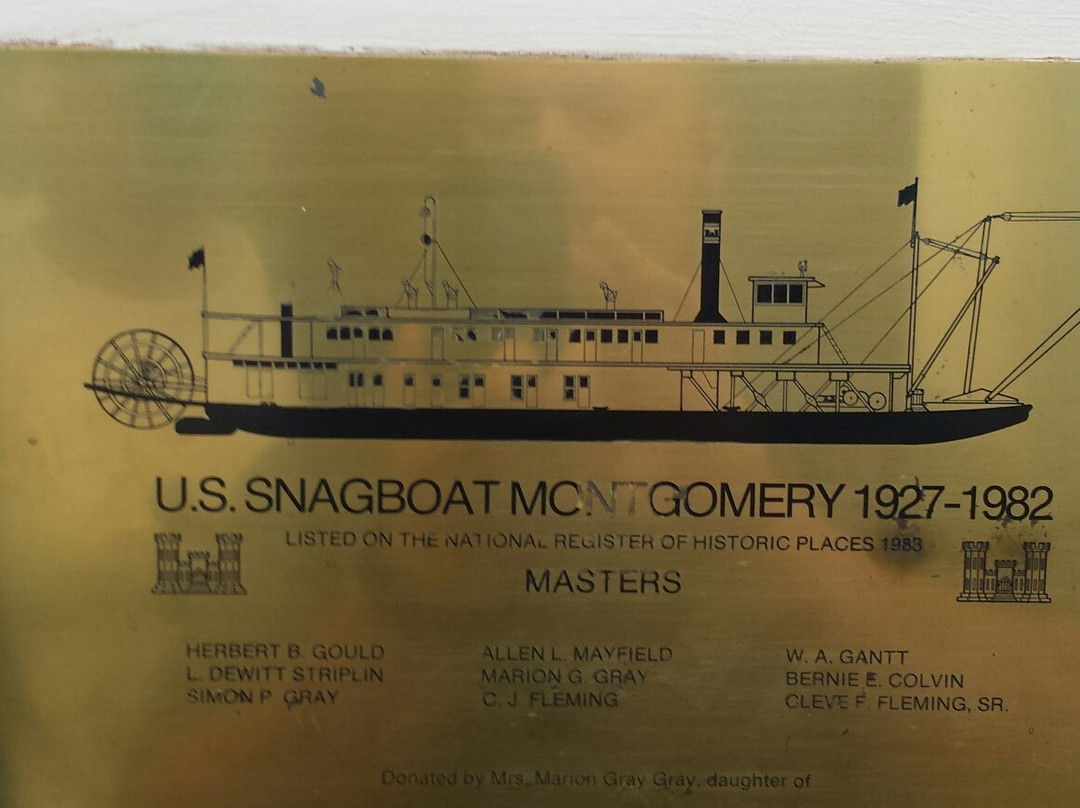 U.S. SNAGBOAT MONTGOMERY 1927-1982
LISTED ON THE NATIONAL REGISTER OF HISTORIC PLACES 1983
MASTERS
HERBERT B. GOULD ALLEN L. MAYFIELD W. A. GANTT
L. DEWITT STRIPLIN MARION G. GRAY BERNIE E. COLVIN
SIMON P. GRAY C. J. FLEMING CLEVE F. FLEMING, SR.
Donated by Mrs. Marion Gray Gray, daughter of